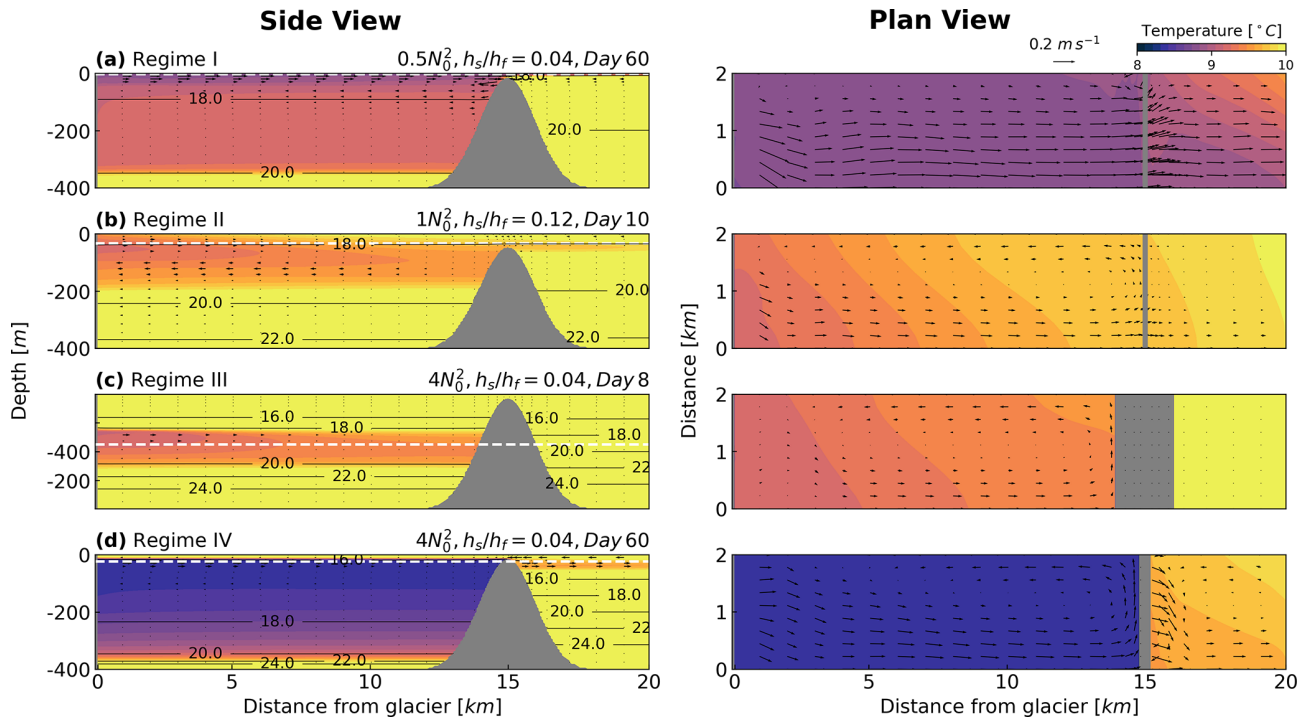 Side View
Plan View
(a) Regime I
0.5N₀², hₛ/h_f = 0.04, Day 60
0.2 m s⁻¹
Temperature [°C]
8 9 10
0
-200
-400
18.0
18.0
20.0
20.0
2
1
0
(b) Regime II
1N₀², hₛ/h_f = 0.12, Day 10
0
-200
-400
18.0
20.0
20.0
22.0
22.0
2
1
0
(c) Regime III
4N₀², hₛ/h_f = 0.04, Day 8
-400
-200
16.0
16.0
18.0
18.0
20.0
20.0
22.0
22
24.0
24.0
2
1
0
(d) Regime IV
4N₀², hₛ/h_f = 0.04, Day 60
0
-200
-400
16.0
16.0
18.0
18.0
20.0
20.0
22.0
22
24.0
24.0
2
1
0
Depth [m]
Distance [km]
0 5 10 15 20
0 5 10 15 20
Distance from glacier [km]
Distance from glacier [km]